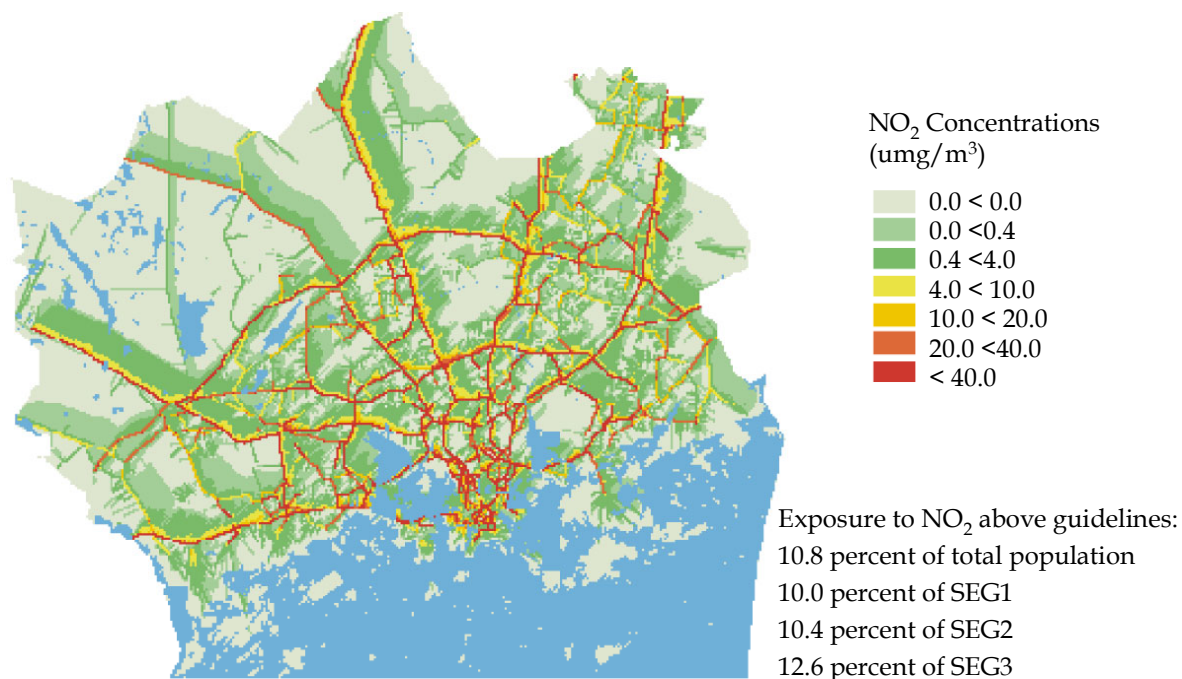 NO₂ Concentrations
(umg/m³)
0.0 < 0.0
0.0 <0.4
0.4 <4.0
4.0 < 10.0
10.0 < 20.0
20.0 <40.0
< 40.0
Exposure to NO₂ above guidelines:
10.8 percent of total population
10.0 percent of SEG1
10.4 percent of SEG2
12.6 percent of SEG3